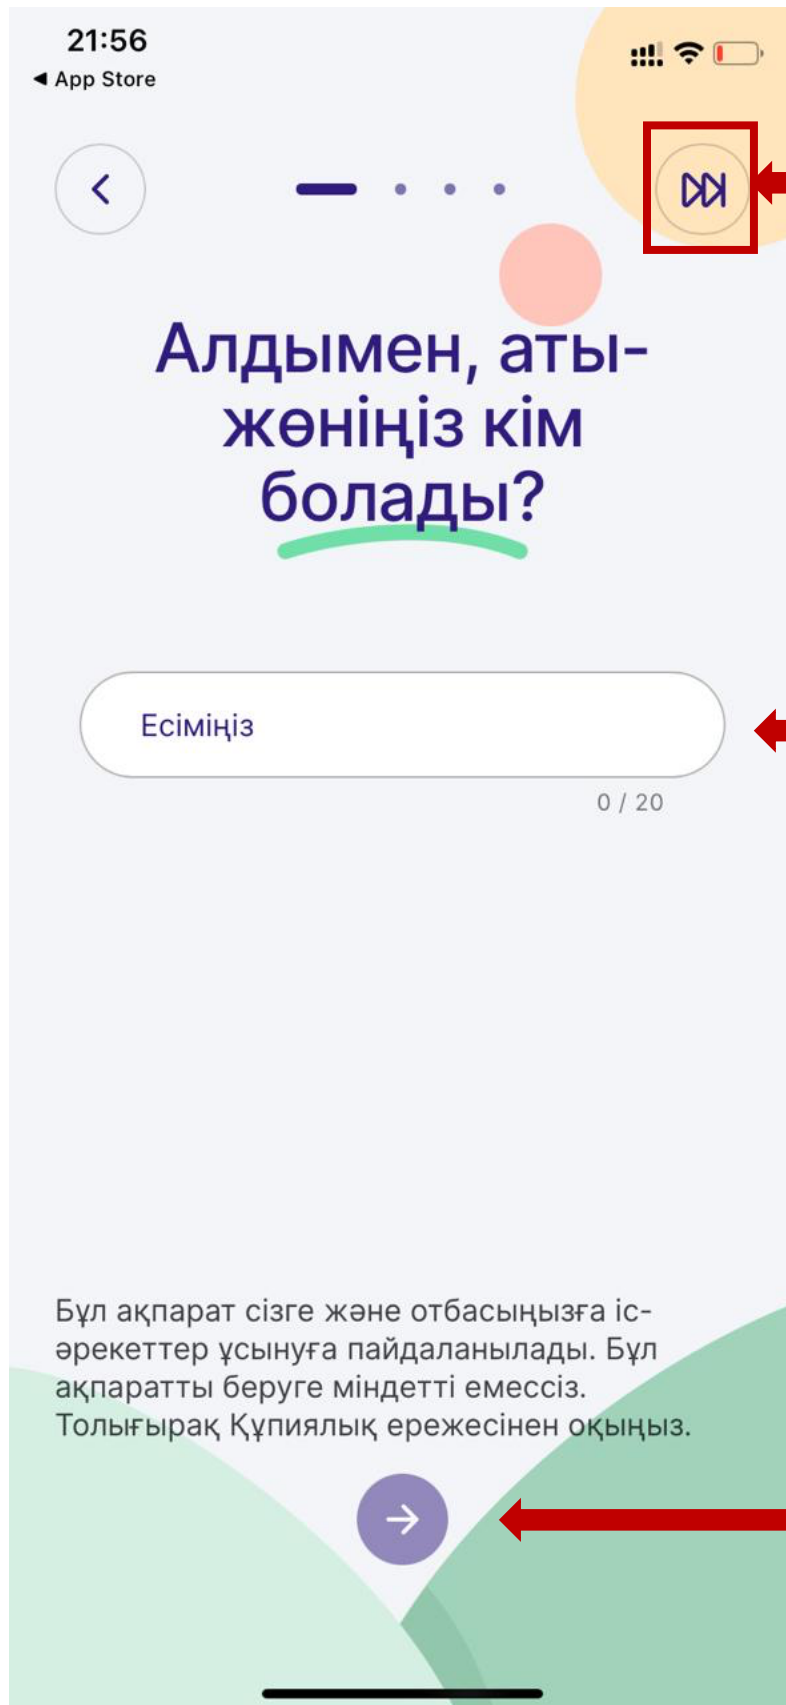 21:56
◀ App Store
Алдымен, аты-
жөніңіз кім
болады?
Есіміңіз
0 / 20
Бұл ақпарат сізге және отбасыңызға іс-
әрекеттер ұсынуға пайдаланылады. Бұл
ақпаратты беруге міндетті емессіз.
Толығырақ Құпиялық ережесінен оқыңыз.